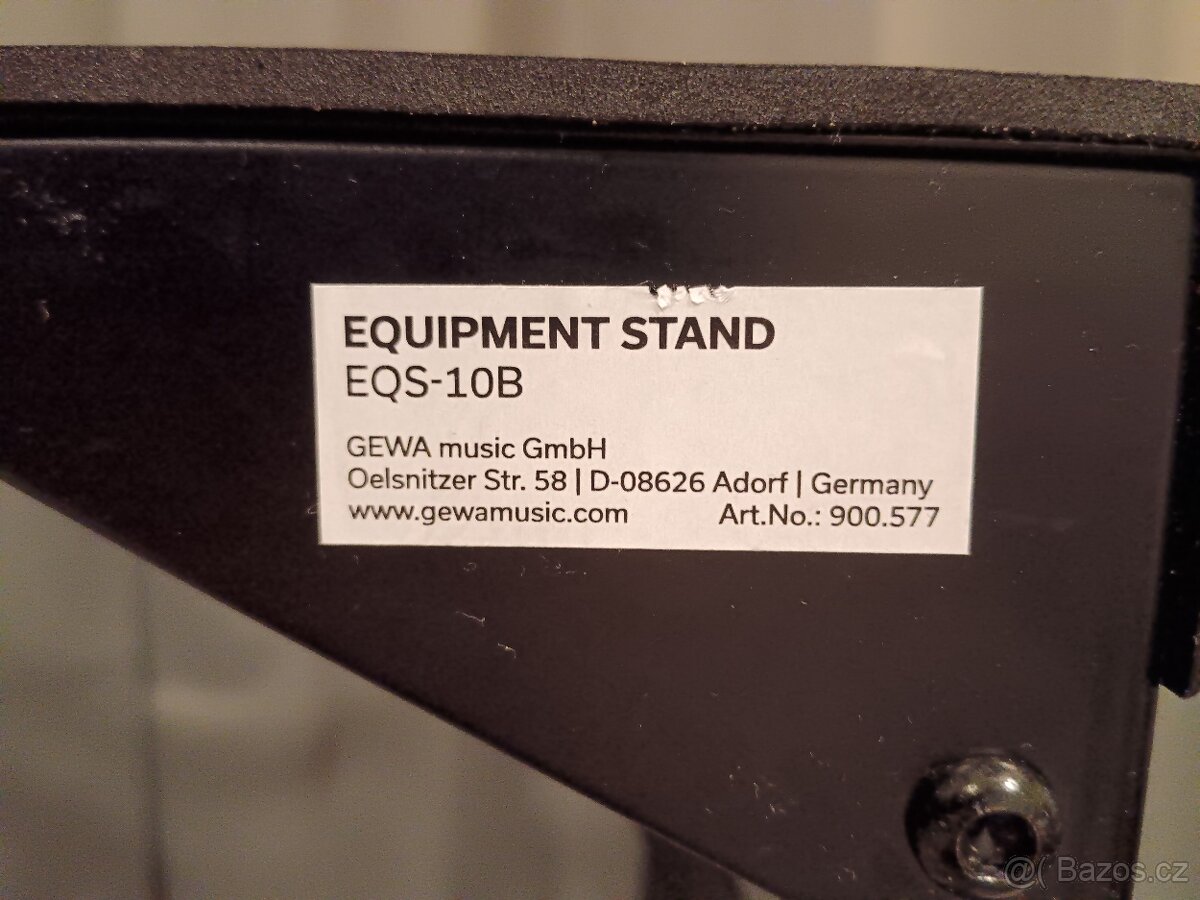 EQUIPMENT STAND
EQS-10B
GEWA music GmbH
Oelsnitzer Str. 58 | D-08626 Adorf | Germany
www.gewamusic.com Art.No.: 900.577
@( Bazos.cz